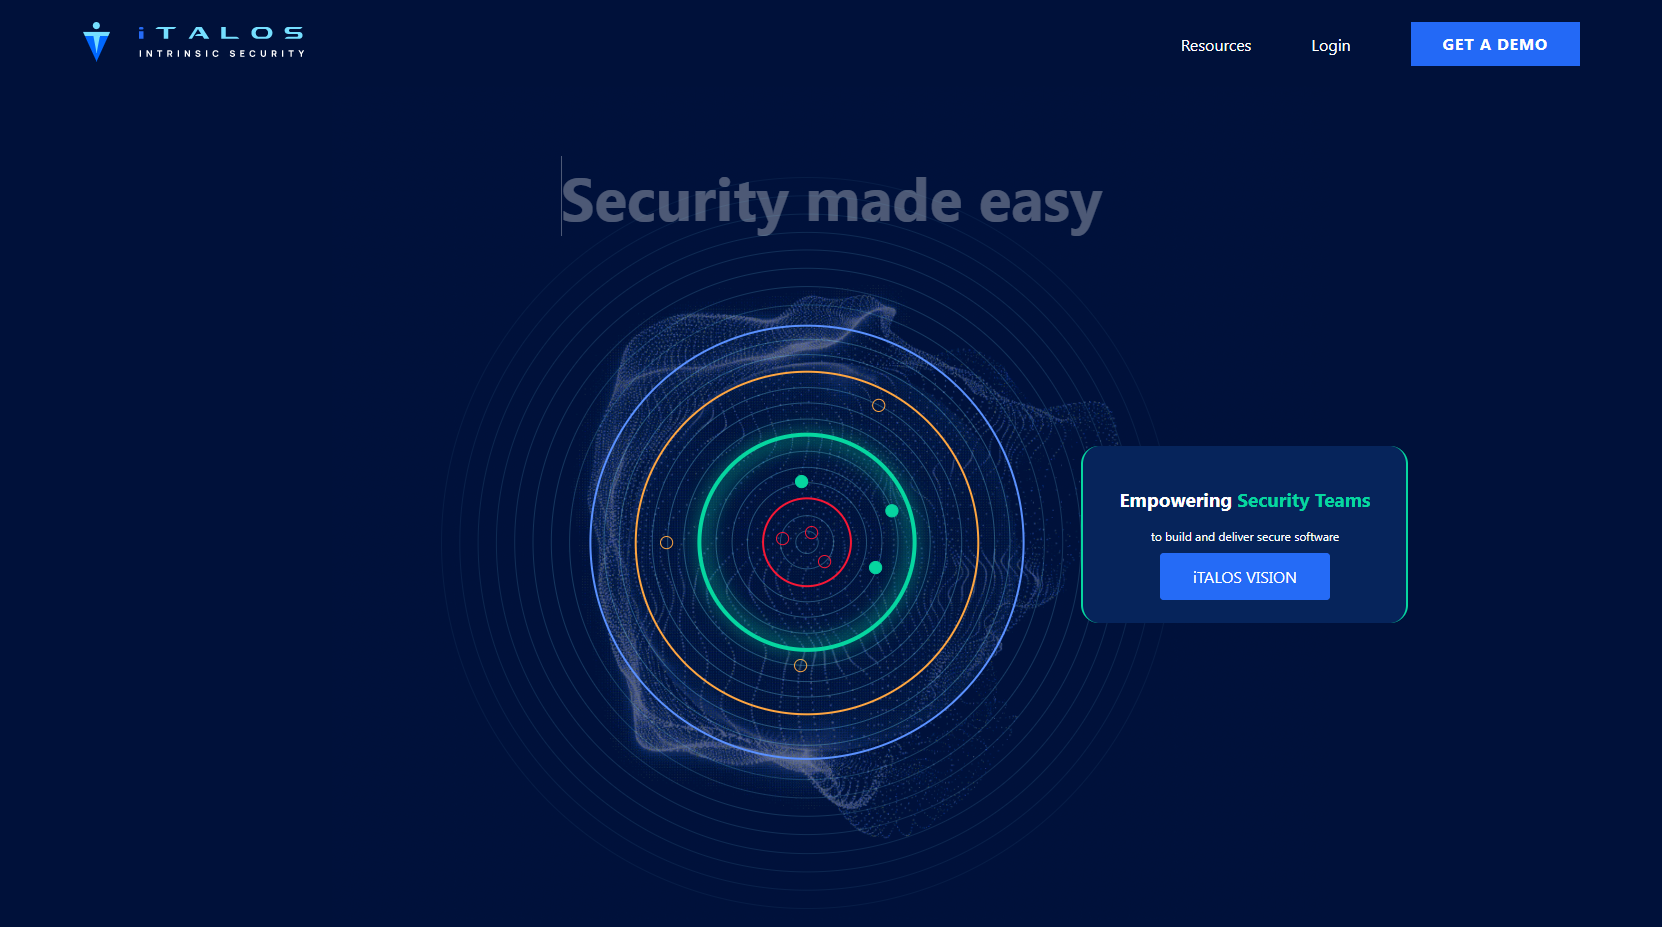 iTALOS
INTRINSIC SECURITY
Resources
Login
GET A DEMO
Security made easy
Empowering Security Teams
to build and deliver secure software
iTALOS VISION